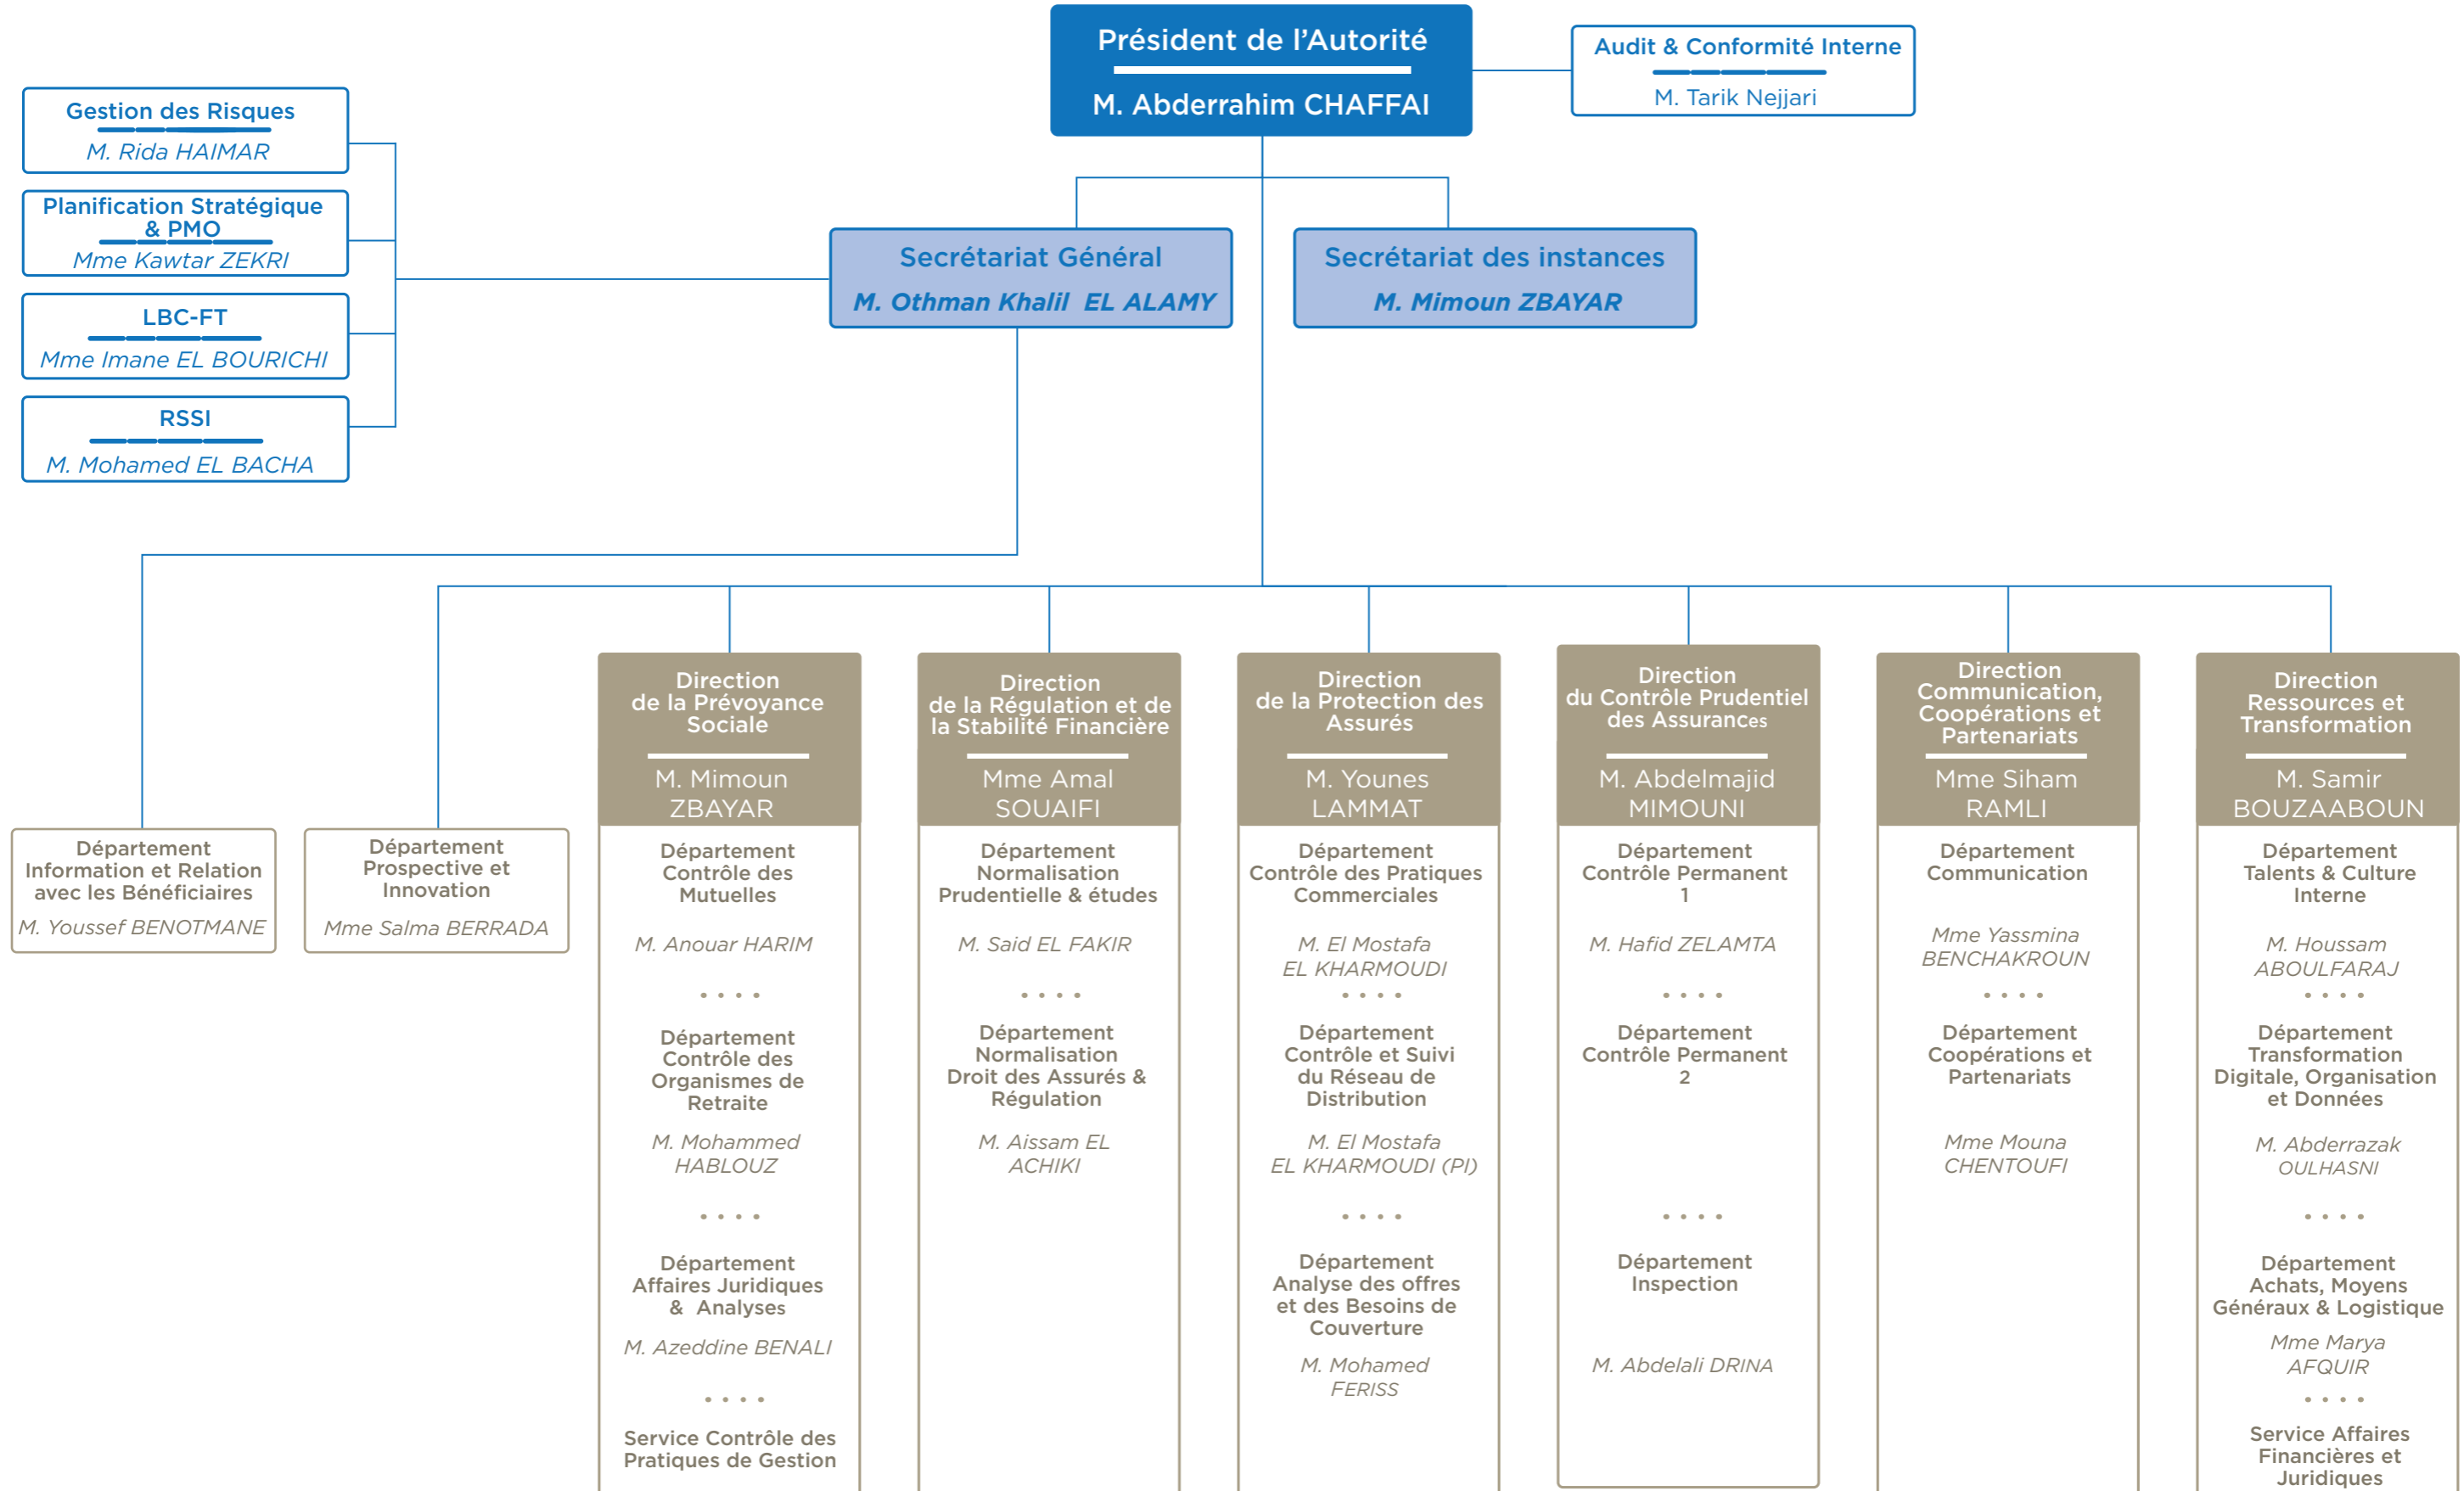 Président de l’Autorité
M. Abderrahim CHAFFAI
Audit & Conformité Interne
M. Tarik Nejjari
Gestion des Risques
M. Rida HAIMAR
Planification Stratégique
& PMO
Mme Kawtar ZEKRI
LBC-FT
Mme Imane EL BOURICHI
RSSI
M. Mohamed EL BACHA
Secrétariat Général
M. Othman Khalil EL ALAMY
Secrétariat des instances
M. Mimoun ZBAYAR
Département
Information et Relation
avec les Bénéficiaires
M. Youssef BENOTMANE
Département
Prospective et
Innovation
Mme Salma BERRADA
Direction
de la Prévoyance
Sociale
M. Mimoun
ZBAYAR
Département
Contrôle des
Mutuelles
M. Anouar HARIM
Département
Contrôle des
Organismes de
Retraite
M. Mohammed
HABLOUZ
Département
Affaires Juridiques
& Analyses
M. Azeddine BENALI
Service Contrôle des
Pratiques de Gestion
Direction
de la Régulation et de
la Stabilité Financière
Mme Amal
SOUAIFI
Département
Normalisation
Prudentielle & études
M. Said EL FAKIR
Département
Normalisation
Droit des Assurés &
Régulation
M. Aissam EL
ACHIKI
Direction
de la Protection des
Assurés
M. Younes
LAMMAT
Département
Contrôle des Pratiques
Commerciales
M. El Mostafa
EL KHARMOUDI
Département
Contrôle et Suivi
du Réseau de
Distribution
M. El Mostafa
EL KHARMOUDI (PI)
Département
Analyse des offres
et des Besoins de
Couverture
M. Mohamed
FERISS
Direction
du Contrôle Prudentiel
des Assurances
M. Abdelmajid
MIMOUNI
Département
Contrôle Permanent
1
M. Hafid ZELAMTA
Département
Contrôle Permanent
2
Département
Inspection
M. Abdelali DRINA
Direction
Communication,
Coopérations et
Partenariats
Mme Siham
RAMLI
Département
Communication
Mme Yassmina
BENCHAKROUN
Département
Coopérations et
Partenariats
Mme Mouna
CHENTOUFI
Direction
Ressources et
Transformation
M. Samir
BOUZAABOUN
Département
Talents & Culture
Interne
M. Houssam
ABOULFARAJ
Département
Transformation
Digitale, Organisation
et Données
M. Abderrazak
OULHASNI
Département
Achats, Moyens
Généraux & Logistique
Mme Marya
AFQUIR
Service Affaires
Financières et
Juridiques